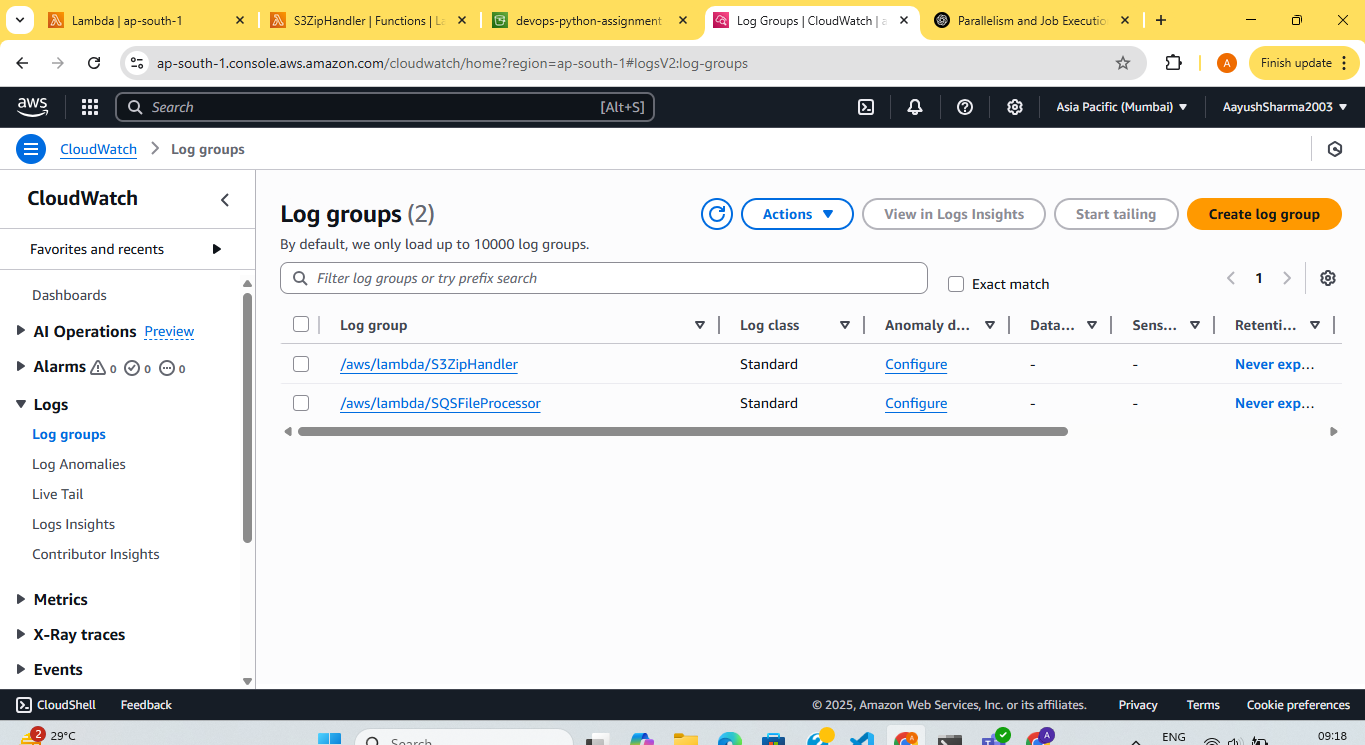 Lambda | ap-south-1
S3ZipHandler | Functions | La
devops-python-assignment
Log Groups | CloudWatch | a
Parallelism and Job Executio
ap-south-1.console.aws.amazon.com/cloudwatch/home?region=ap-south-1#logsV2:log-groups
A
Finish update
aws
Search
[Alt+S]
Asia Pacific (Mumbai)
AayushSharma2003
CloudWatch
Log groups
CloudWatch
Favorites and recents
Dashboards
AI Operations Preview
Alarms 0 0 0
Logs
Log groups
Log Anomalies
Live Tail
Logs Insights
Contributor Insights
Metrics
X-Ray traces
Events
Log groups (2)
Actions
View in Logs Insights
Start tailing
Create log group
By default, we only load up to 10000 log groups.
Filter log groups or try prefix search
Exact match
1
Log group Log class Anomaly d... Data... Sens... Retenti...
/aws/lambda/S3ZipHandler Standard Configure - - Never exp...
/aws/lambda/SQSFileProcessor Standard Configure - - Never exp...
CloudShell
Feedback
© 2025, Amazon Web Services, Inc. or its affiliates.
Privacy
Terms
Cookie preferences
2
29°C
Search
A
A
ENG
09:18